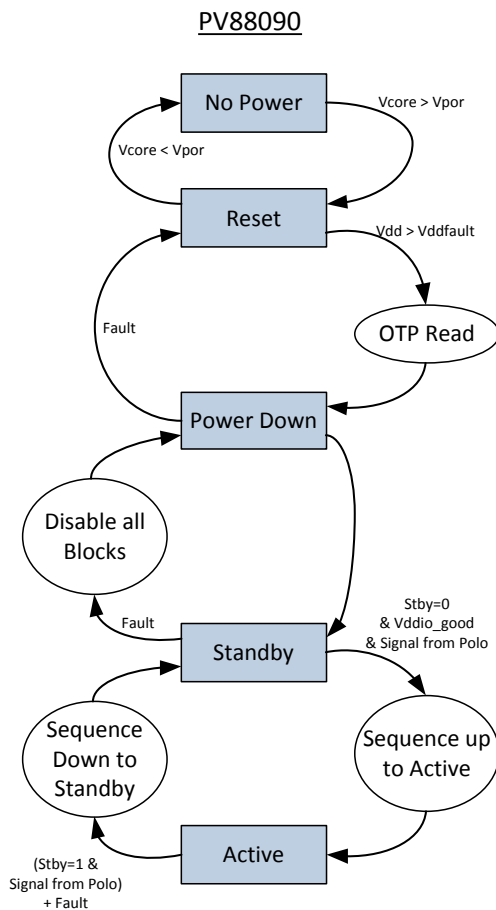 PV88090
No Power
Vcore > Vpor
Vcore < Vpor
Reset
Vdd > Vddfault
OTP Read
Fault
Power Down
Disable all
Blocks
Fault
Stby=0
& Vddio_good
& Signal from Polo
Standby
Sequence
Down to
Standby
Sequence up
to Active
Active
(Stby=1 &
Signal from Polo)
+ Fault